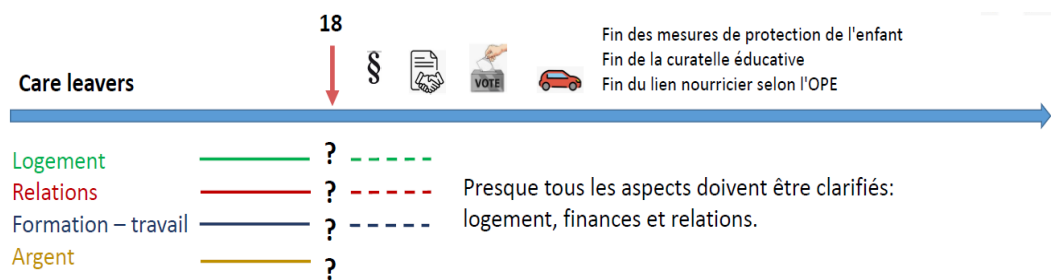 18
Fin des mesures de protection de l'enfant
§
VOTE
Fin de la curatelle éducative
Care leavers
Fin du lien nourricier selon l'OPE
Logement
?
Relations
?
Presque tous les aspects doivent être clarifiés:
logement, finances et relations.
Formation – travail
?
Argent
?